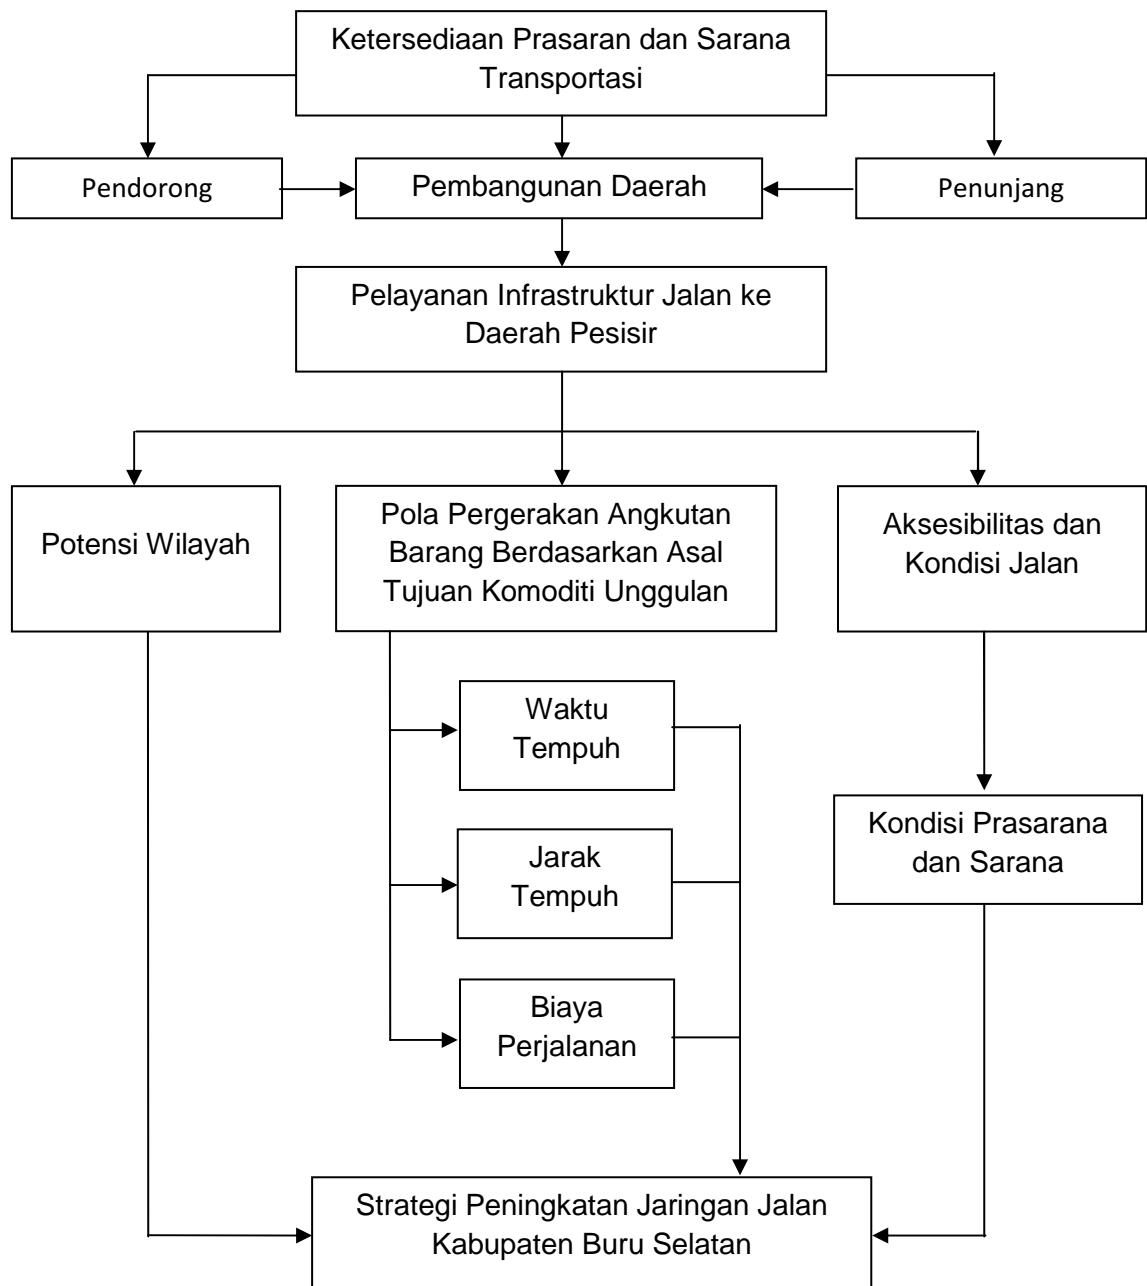 Ketersediaan Prasaran dan Sarana
Transportasi
Pendorong
Pembangunan Daerah
Penunjang
Pelayanan Infrastruktur Jalan ke
Daerah Pesisir
Potensi Wilayah
Pola Pergerakan Angkutan
Barang Berdasarkan Asal
Tujuan Komoditi Unggulan
Aksesibilitas dan
Kondisi Jalan
Waktu
Tempuh
Jarak
Tempuh
Biaya
Perjalanan
Kondisi Prasarana
dan Sarana
Strategi Peningkatan Jaringan Jalan
Kabupaten Buru Selatan